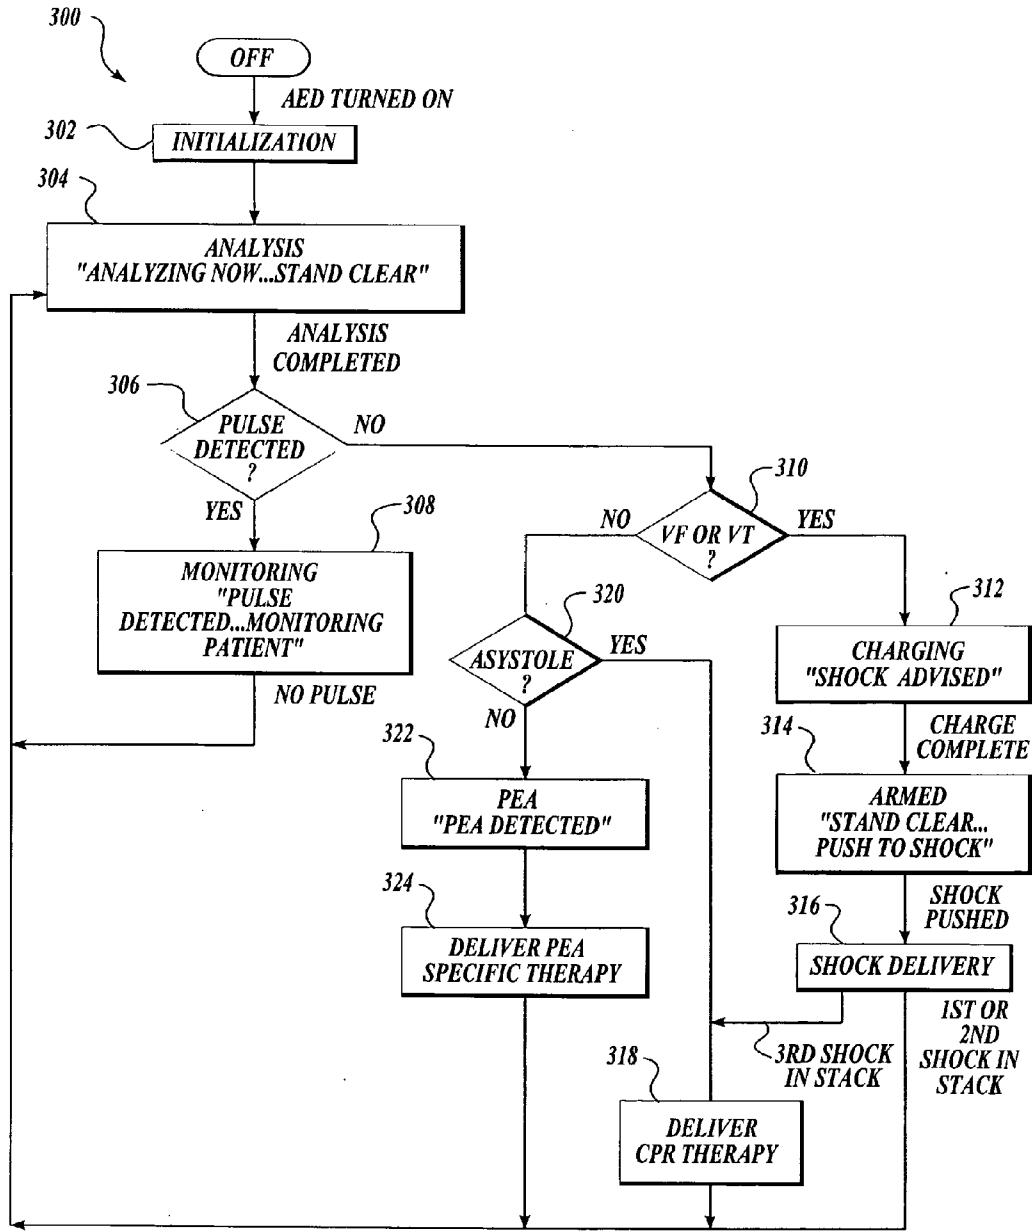 300
OFF
AED TURNED ON
302
INITIALIZATION
304
ANALYSIS
"ANALYZING NOW...STAND CLEAR"
ANALYSIS
COMPLETED
306
PULSE
DETECTED
?
NO
YES
308
MONITORING
"PULSE
DETECTED...MONITORING
PATIENT"
NO PULSE
310
VF OR VT
?
NO
YES
320
ASYSTOLE
?
YES
NO
312
CHARGING
"SHOCK ADVISED"
CHARGE
COMPLETE
314
ARMED
"STAND CLEAR...
PUSH TO SHOCK"
SHOCK
PUSHED
316
SHOCK DELIVERY
1ST OR
2ND
SHOCK IN
STACK
3RD SHOCK
IN STACK
322
PEA
"PEA DETECTED"
324
DELIVER PEA
SPECIFIC THERAPY
318
DELIVER
CPR THERAPY